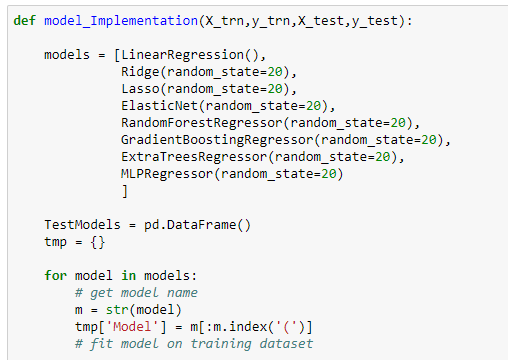 def model_Implementation(X_trn,y_trn,X_test,y_test):
models = [LinearRegression(),
Ridge(random_state=20),
Lasso(random_state=20),
ElasticNet(random_state=20),
RandomForestRegressor(random_state=20),
GradientBoostingRegressor(random_state=20),
ExtraTreesRegressor(random_state=20),
MLPRegressor(random_state=20)
]
TestModels = pd.DataFrame()
tmp = {}
for model in models:
# get model name
m = str(model)
tmp['Model'] = m[:m.index('(')]
# fit model on training dataset